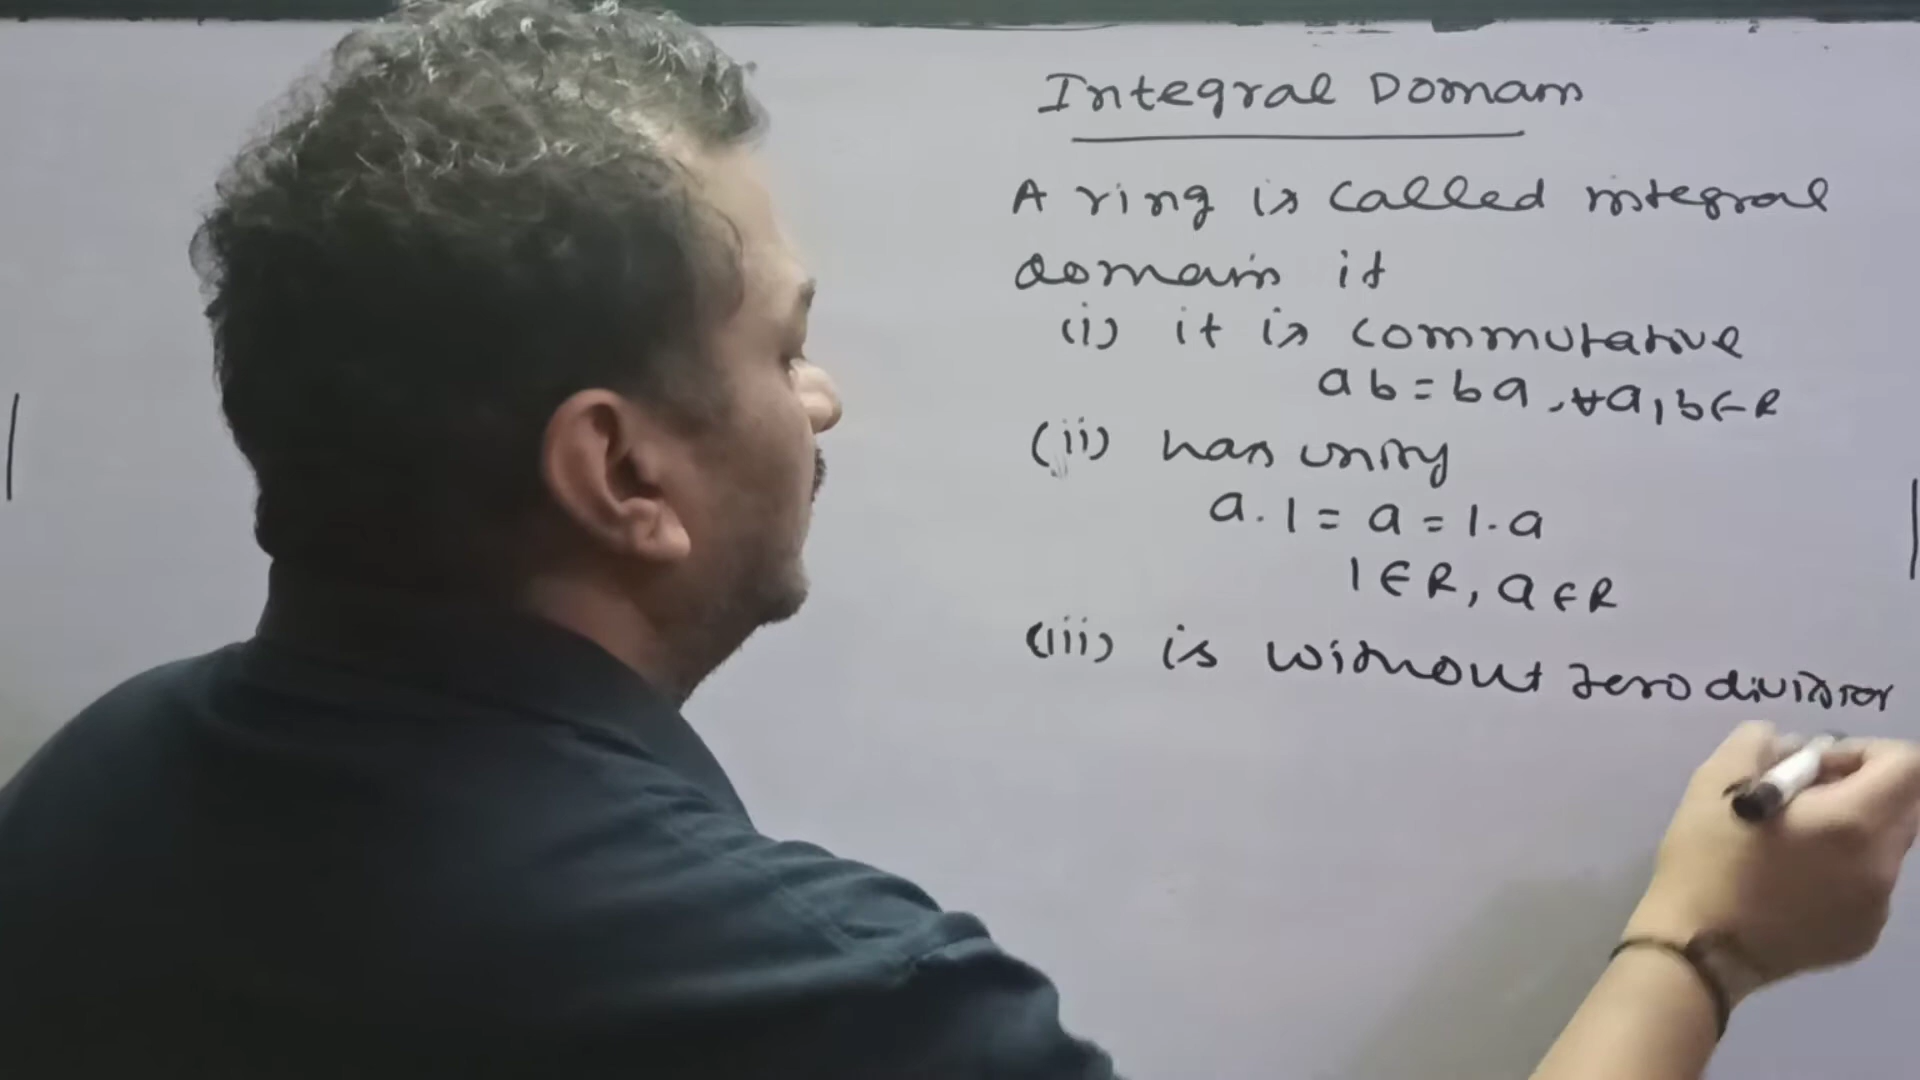 Integral Domain
A ring is called integral
domain if
(i) it is commutative
ab = ba, ∀a, b ∈ R
(ii) has unity
a.1 = a = 1.a
1 ∈ R, a ∈ R
(iii) is without zero divisor